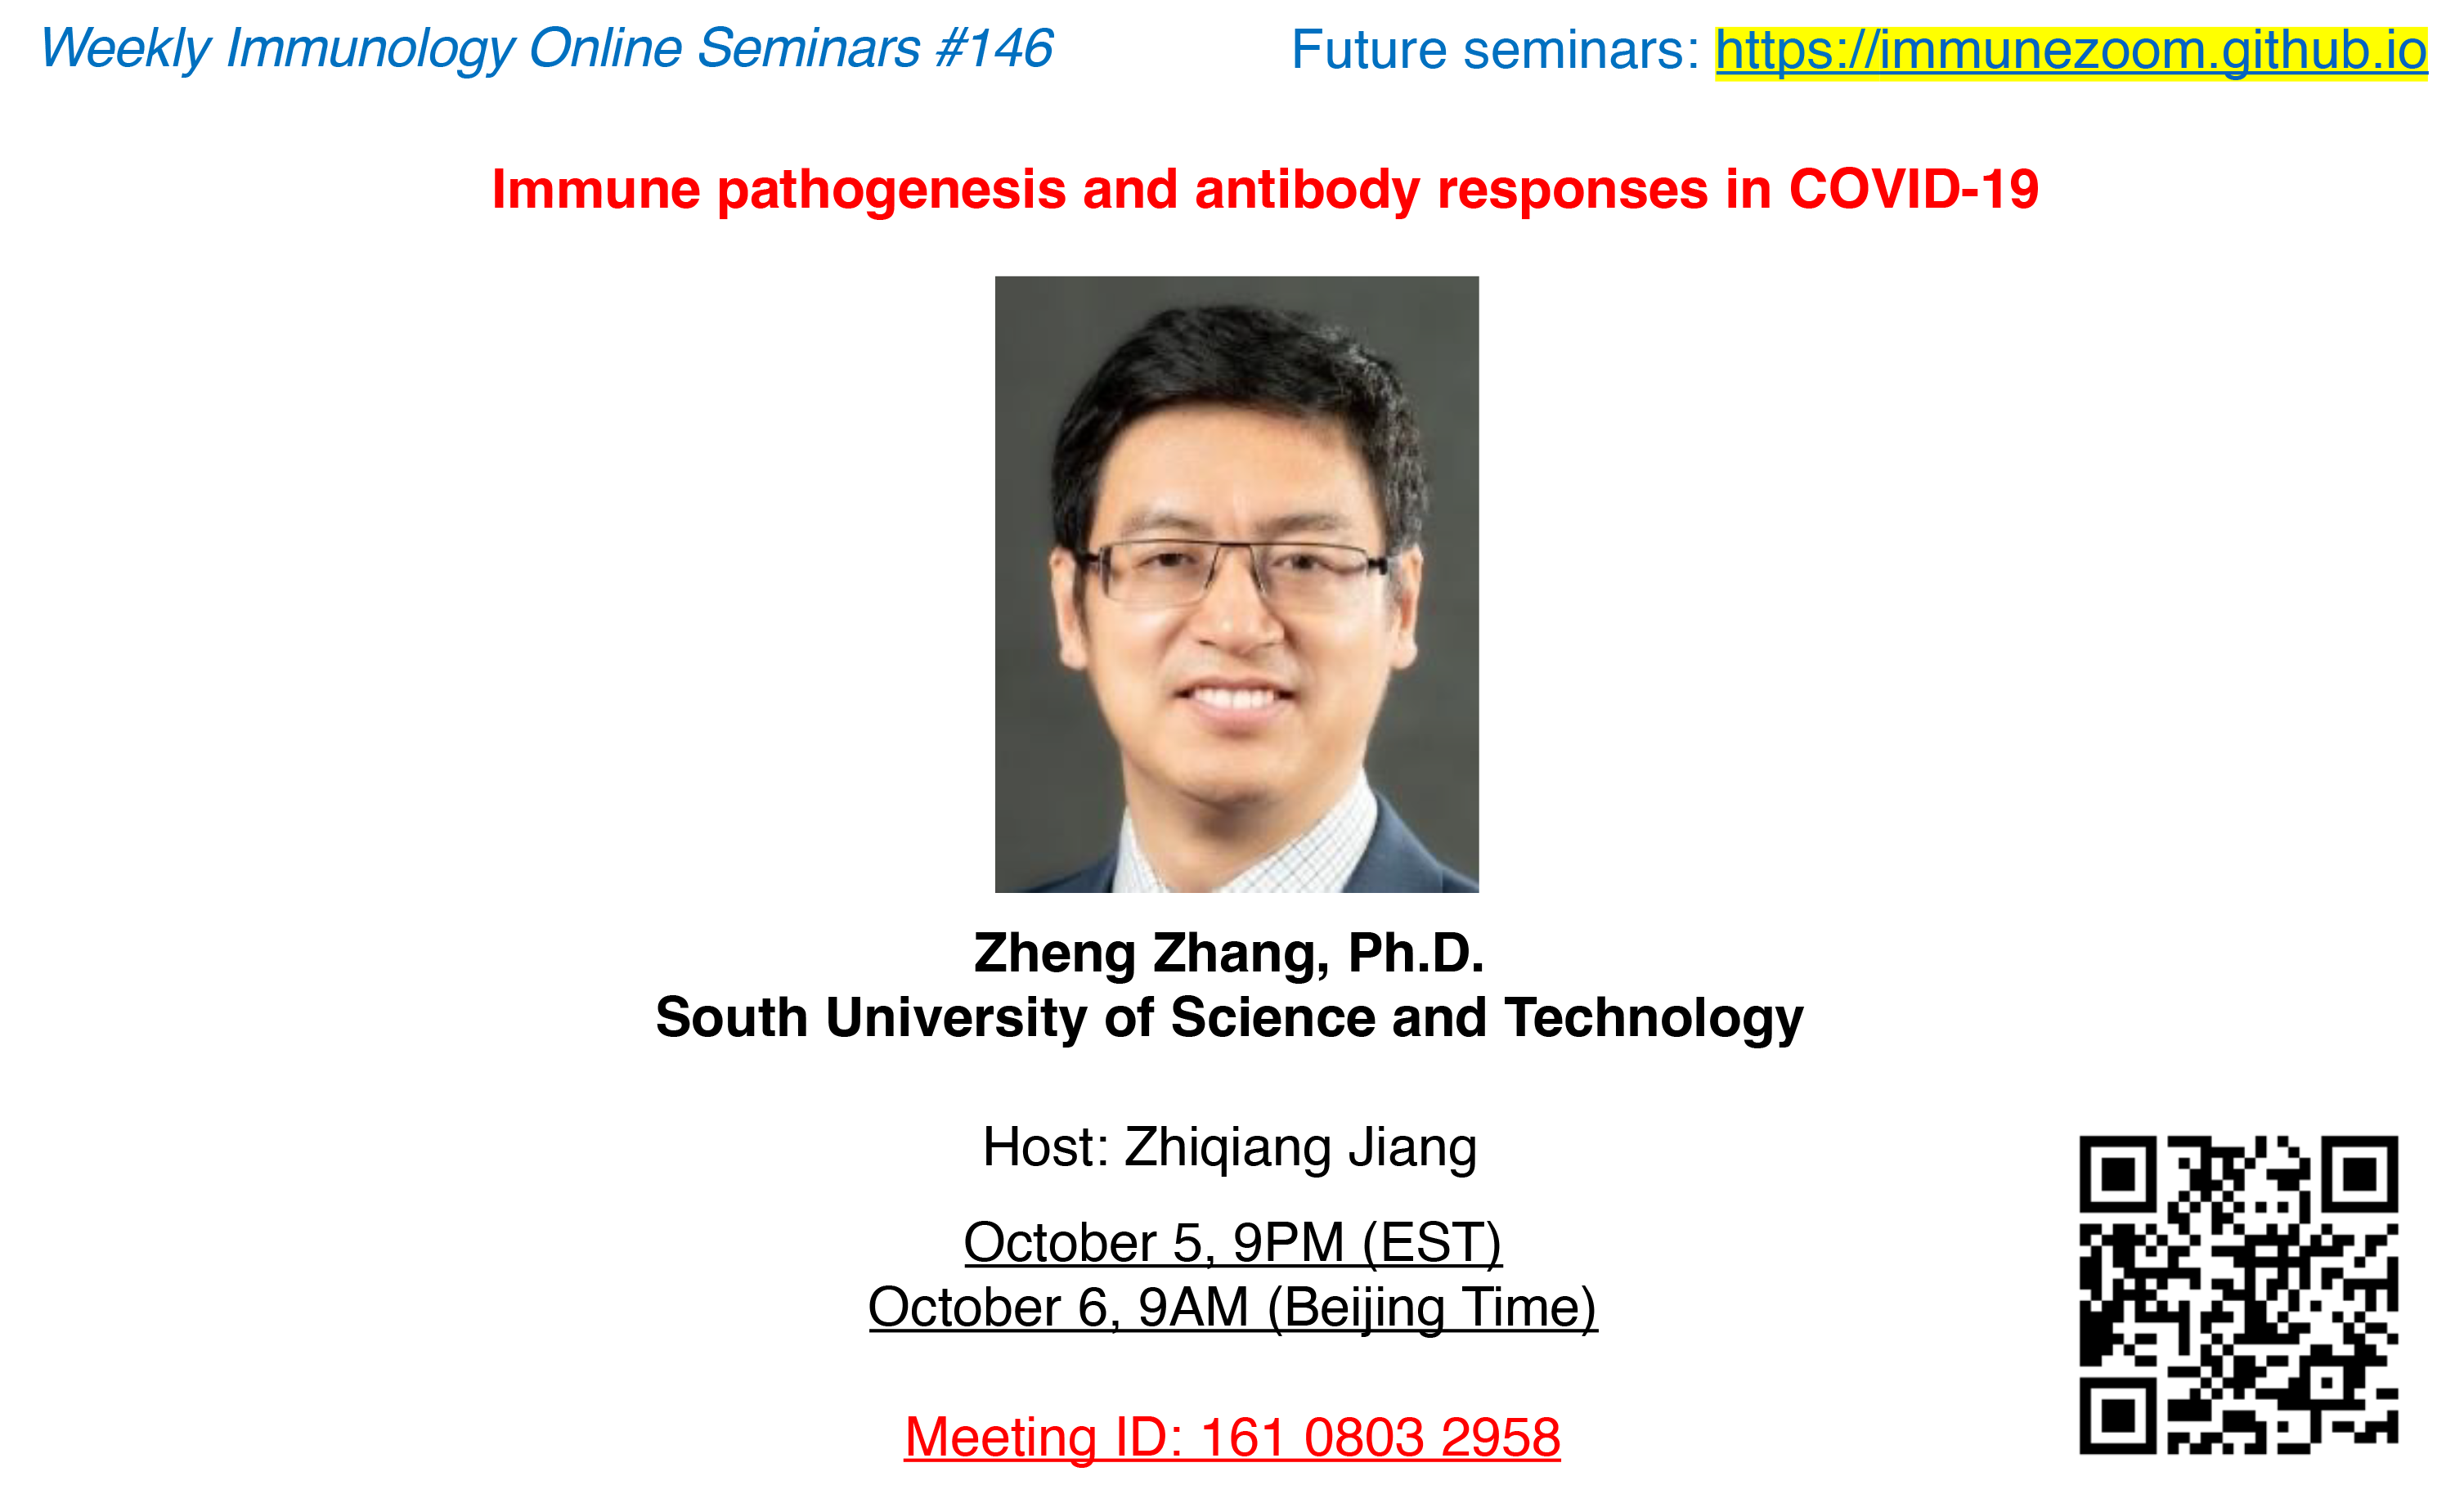 Weekly Immunology Online Seminars #146
Future seminars: https://immunezoom.github.io
Immune pathogenesis and antibody responses in COVID-19
Zheng Zhang, Ph.D.
South University of Science and Technology
Host: Zhiqiang Jiang
October 5, 9PM (EST)
October 6, 9AM (Beijing Time)
Meeting ID: 161 0803 2958